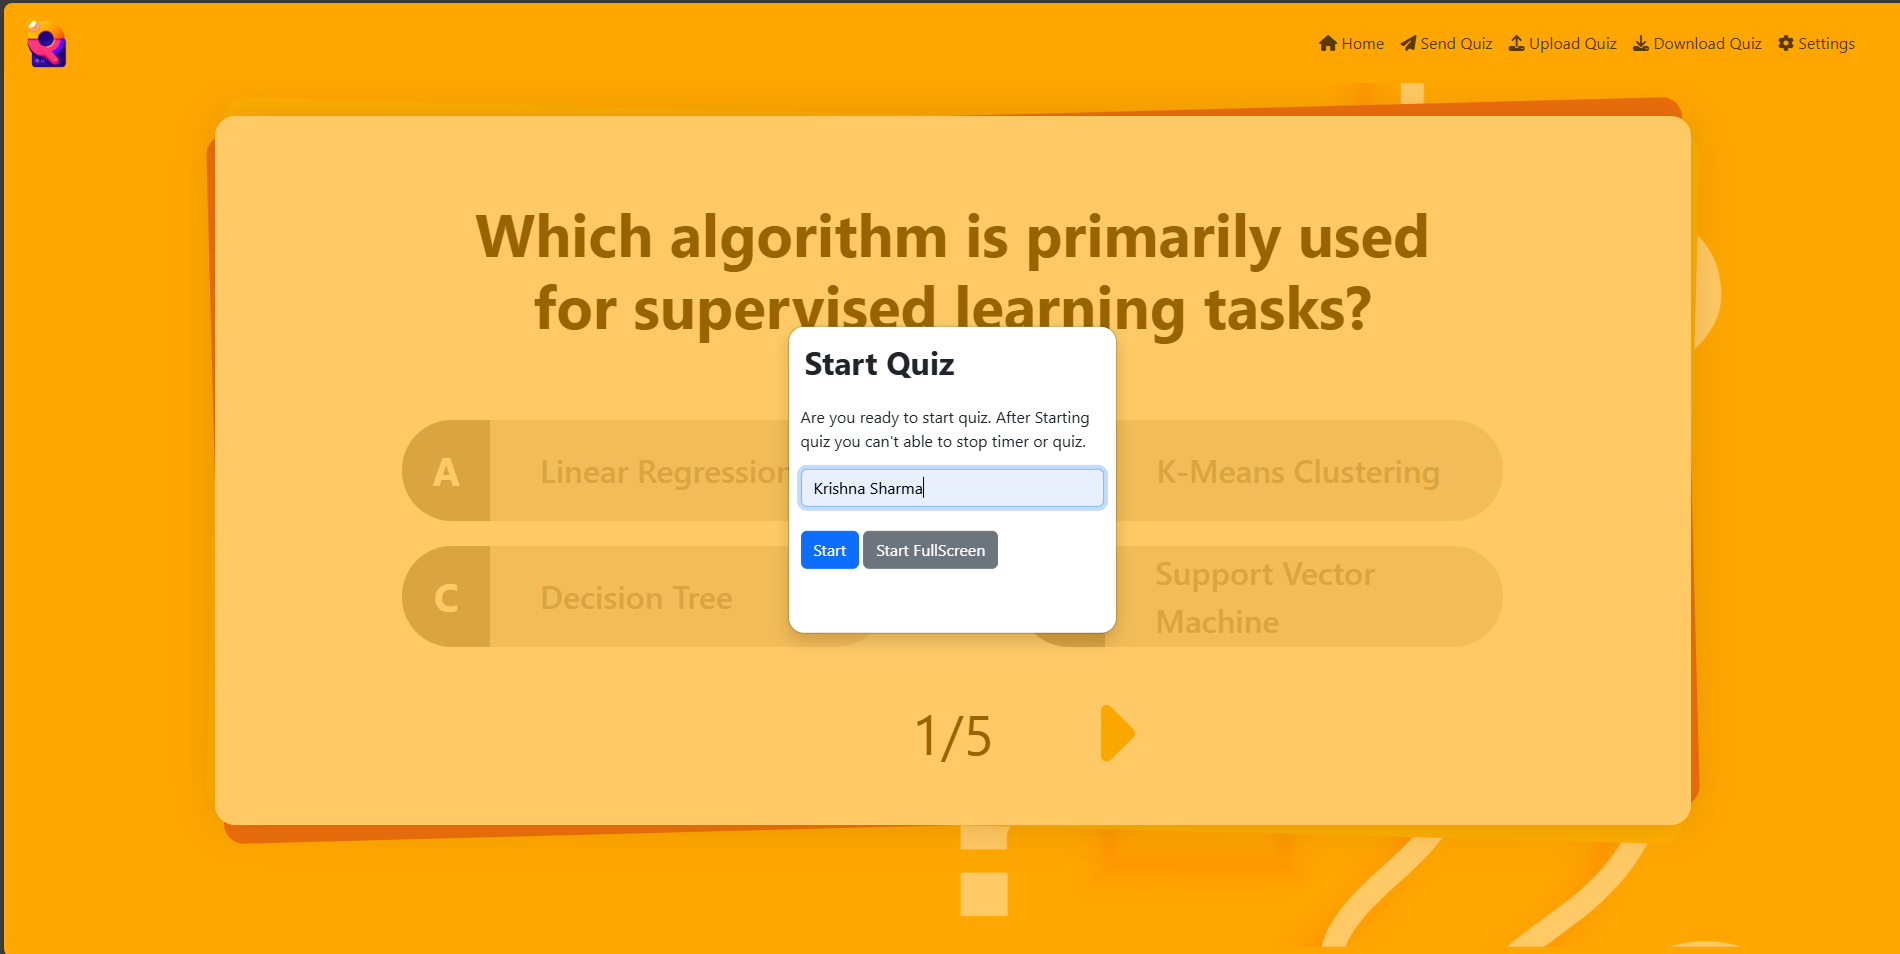 Home Send Quiz Upload Quiz Download Quiz Settings
Which algorithm is primarily used
for supervised learning tasks?
Start Quiz
Are you ready to start quiz. After Starting
quiz you can't able to stop timer or quiz.
Krishna Sharma
Start Start FullScreen
A Linear Regression
K-Means Clustering
C Decision Tree
Support Vector
Machine
1/5